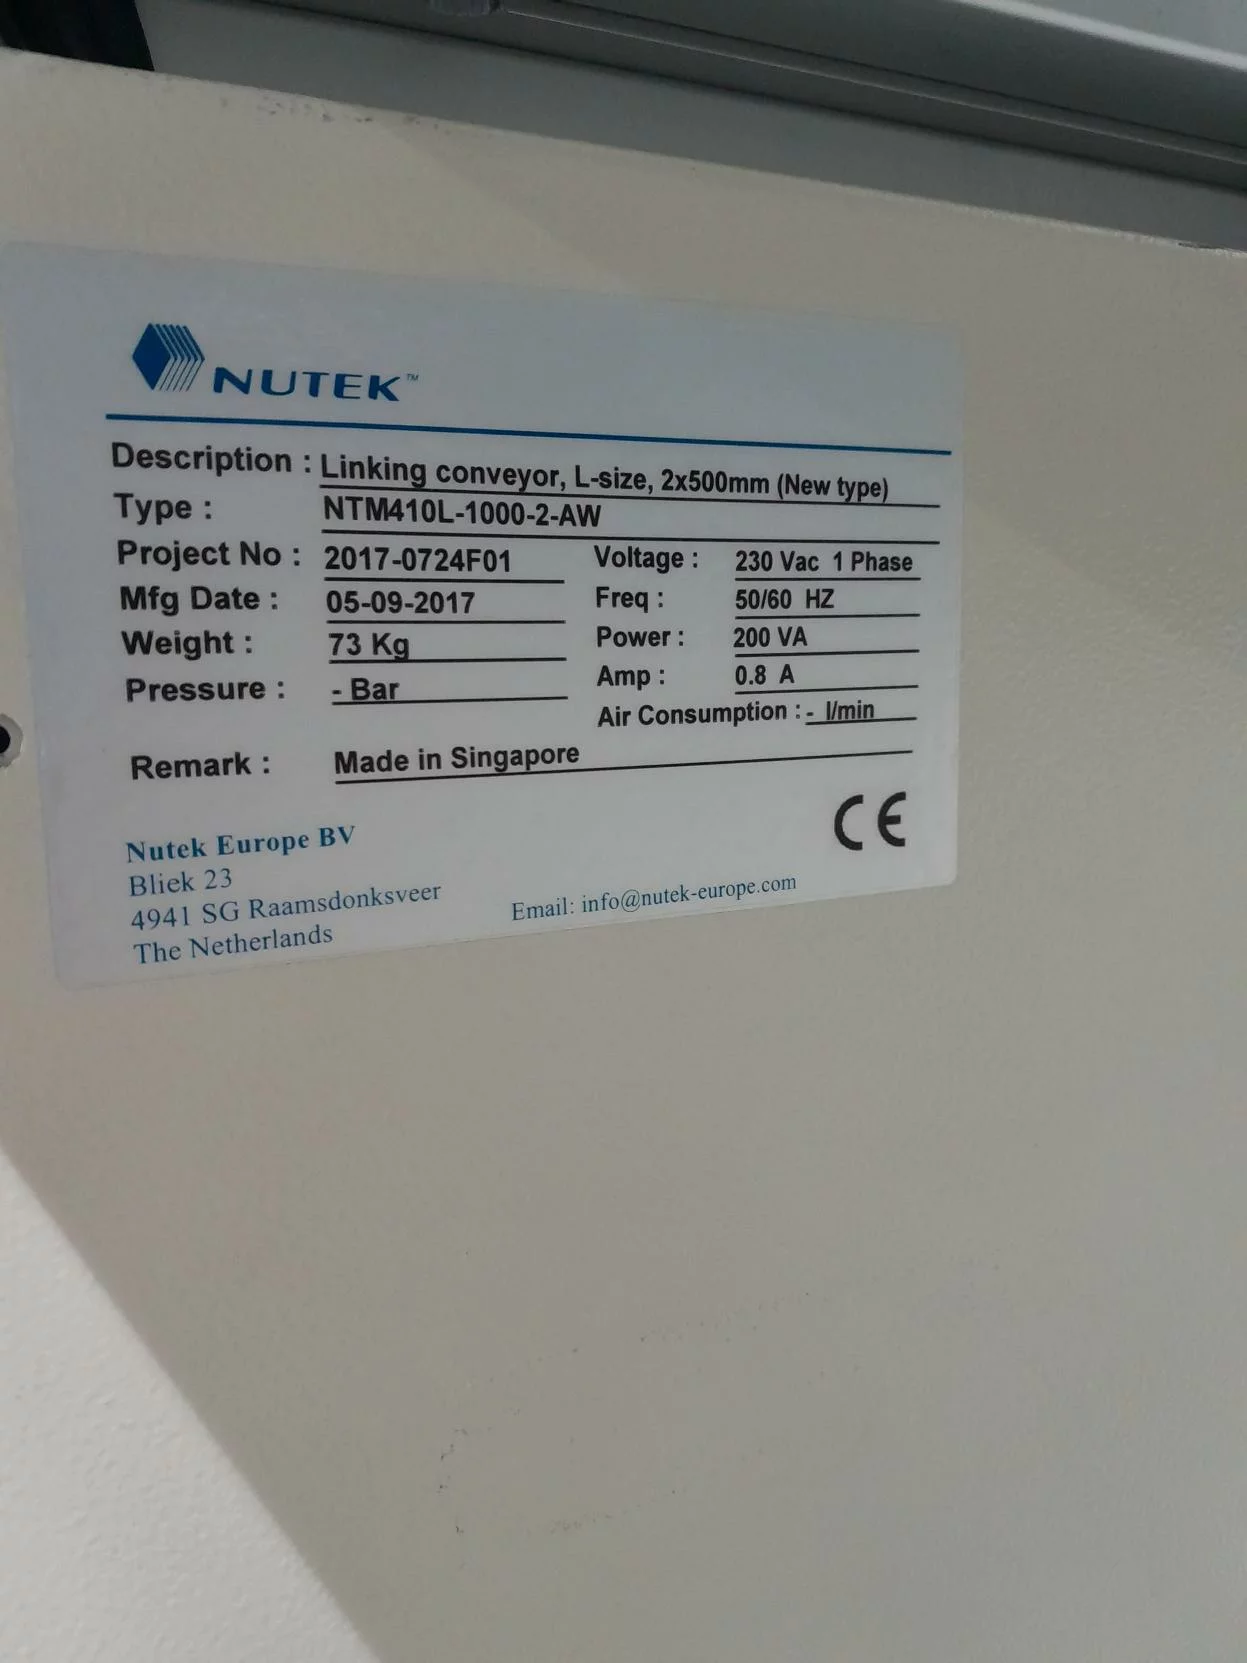 NUTEK™
Description : Linking conveyor, L-size, 2x500mm (New type)
Type : NTM410L-1000-2-AW
Project No : 2017-0724F01 Voltage : 230 Vac 1 Phase
Mfg Date : 05-09-2017 Freq : 50/60 HZ
Weight : 73 Kg Power : 200 VA
Pressure : - Bar Amp : 0.8 A
Air Consumption : - l/min
Remark : Made in Singapore
CE
Nutek Europe BV
Bliek 23
4941 SG Raamsdonksveer
The Netherlands
Email: info@nutek-europe.com